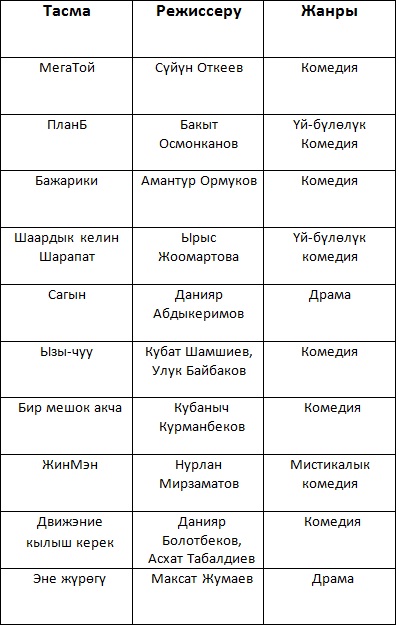 Тасма Режиссеру Жанры
МегаТой Сүйүн Откеев Комедия
ПланБ Бакыт Үй-бүлөлүк
Осмонканов Комедия
Бажарики Амантур Ормуков Комедия
Шаардык келин Ырыс Үй-бүлөлүк
Шарапат Жоомартова комедия
Сагын Данияр Драма
Абдыкеримов
Ызы-чуу Кубат Шамшиев, Комедия
Улук Байбаков
Бир мешок акча Кубаныч Комедия
Курманбеков
ЖинМэн Нурлан Мистикалык
Мирзаматов комедия
Движэние Данияр Комедия
кылыш керек Болотбеков,
Асхат Табалдиев
Эне жүрөгү Максат Жумаев Драма